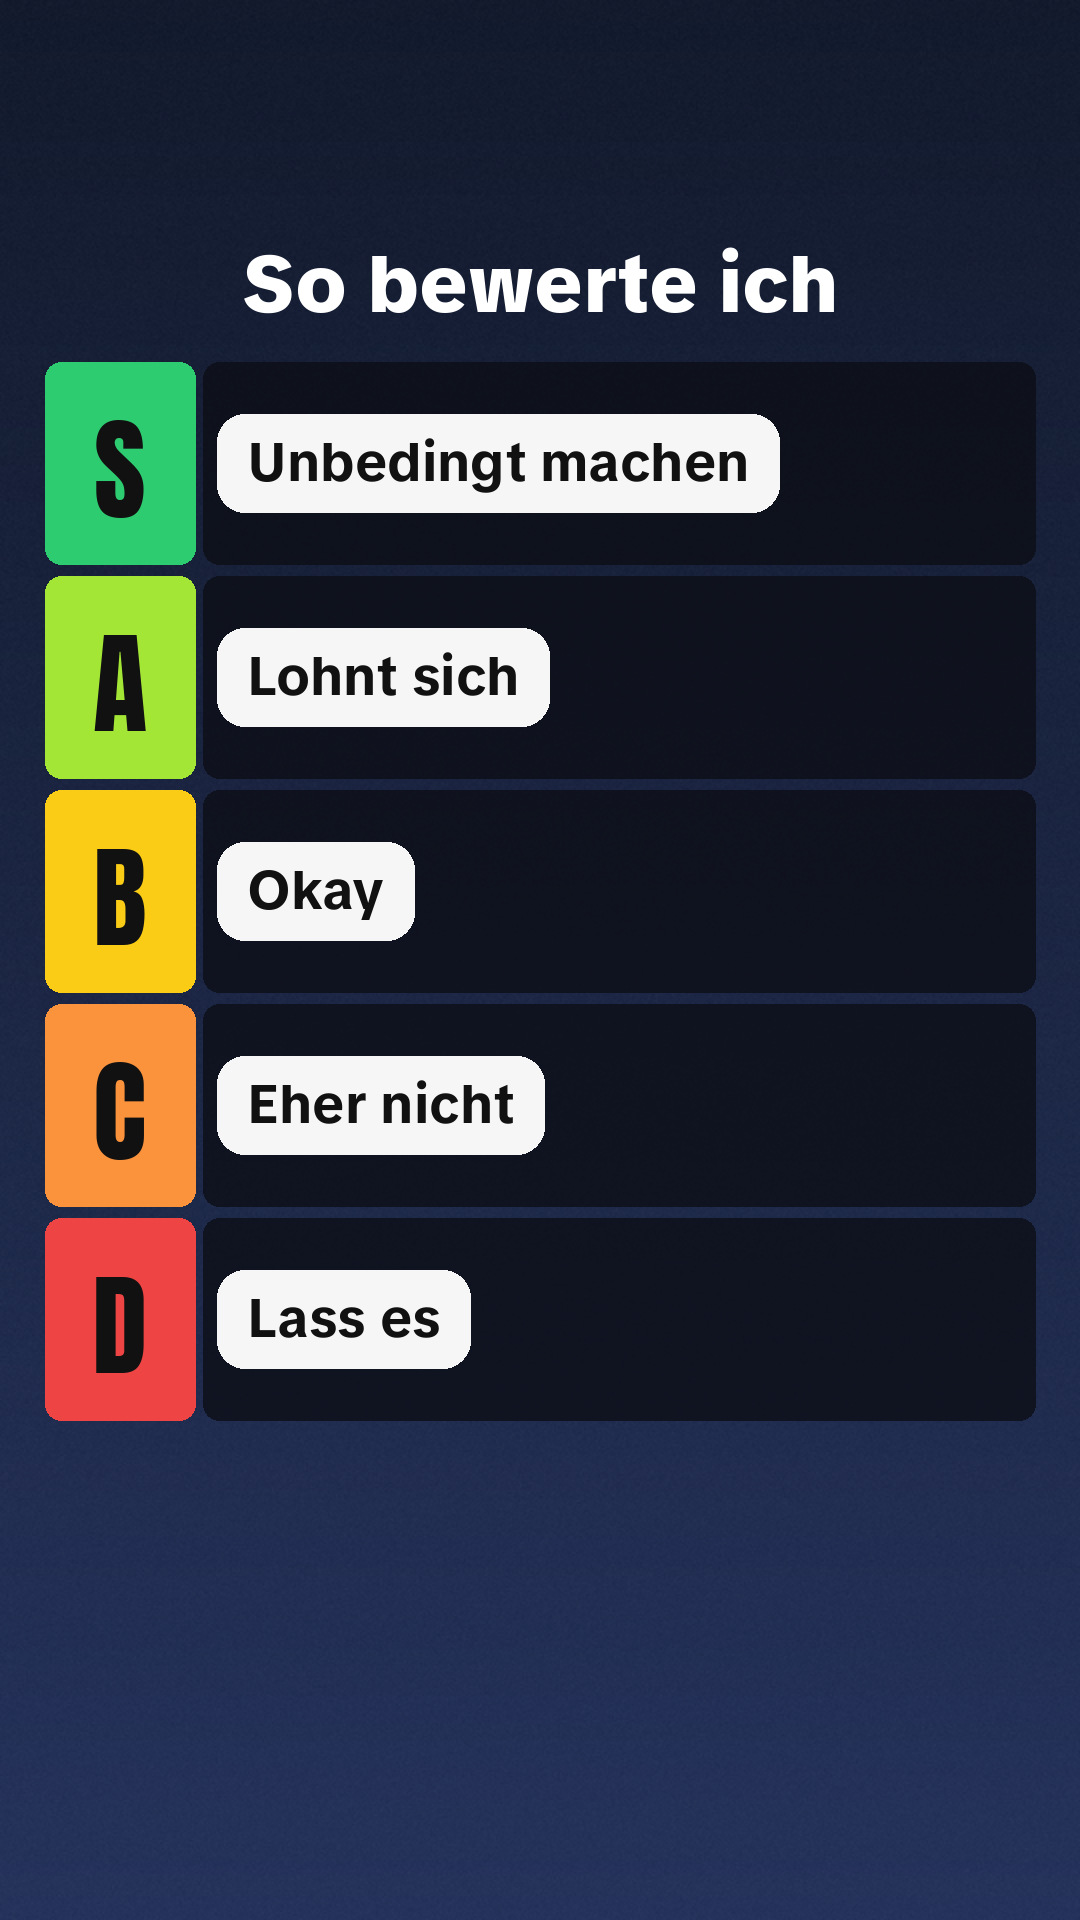 So bewerte ich
S
Unbedingt machen
A
Lohnt sich
B
Okay
C
Eher nicht
D
Lass es